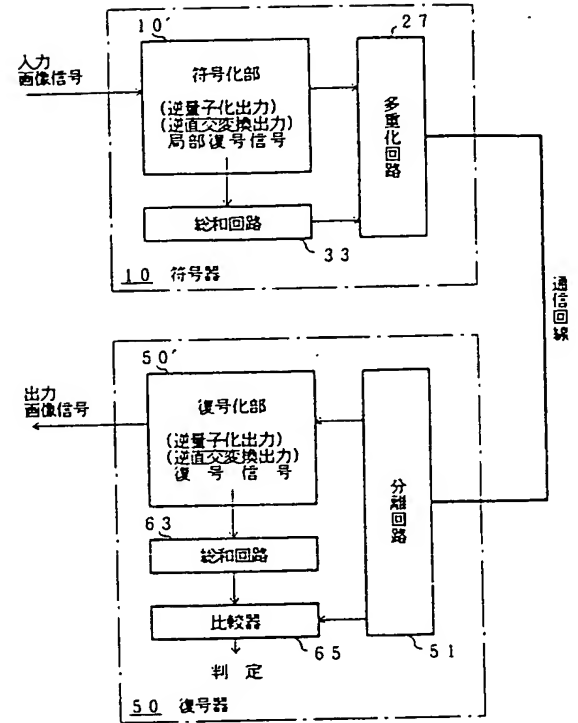 10′
27
入力
画像信号
符号化部
(逆量子化出力)
(逆直交変換出力)
局部復号信号
多重化回路
総和回路
33
10 符号器
通信回線
50′
出力
画像信号
復号化部
(逆量子化出力)
(逆直交変換出力)
復号信号
分離回路
63
総和回路
比較器
65
51
判定
50 復号器